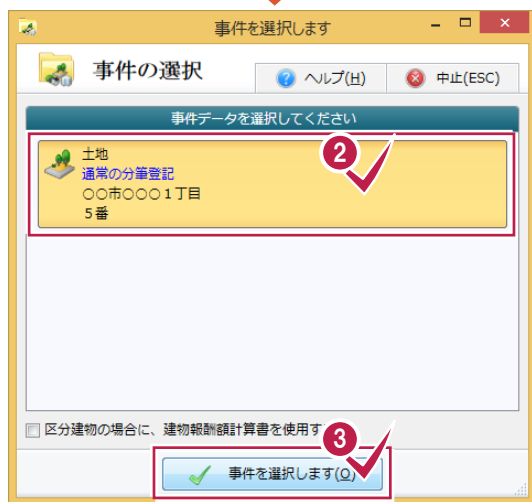 事件を選択します
事件の選択
ヘルプ(H)
中止(ESC)
事件データを選択してください
2
土地
通常の分筆登記
○○市○○○１丁目
５番
区分建物の場合に、建物報酬額計算書を使用す
3
事件を選択します(O)